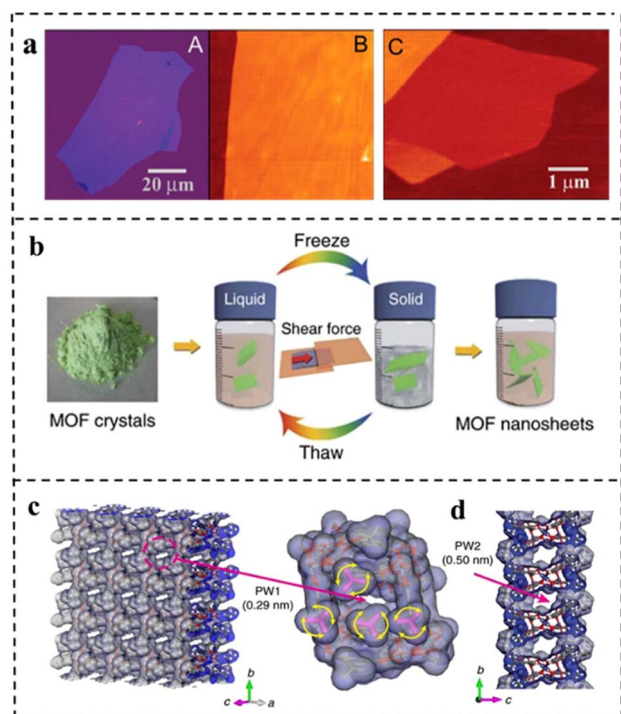 a
A
B
C
20 μm
1 μm
b
Freeze
Liquid
Solid
Shear force
MOF crystals
MOF nanosheets
Thaw
c
d
PW1
(0.29 nm)
PW2
(0.50 nm)
b
c
a
b
c